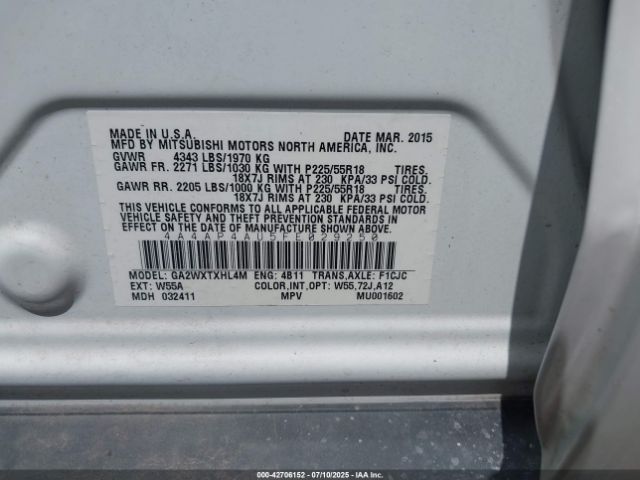 MADE IN U.S.A. DATE MAR. 2015
MFD BY MITSUBISHI MOTORS NORTH AMERICA, INC.
GVWR 4343 LBS/1970 KG
GAWR FR. 2271 LBS/1030 KG WITH P225/55R18 TIRES.
18X7J RIMS AT 230 KPA/33 PSI COLD.
GAWR RR. 2205 LBS/1000 KG WITH P225/55R18 TIRES.
18X7J RIMS AT 230 KPA/33 PSI COLD.
THIS VEHICLE CONFORMS TO ALL APPLICABLE FEDERAL MOTOR
VEHICLE SAFETY AND THEFT PREVENTION STANDARDS IN
EFFECT ON THE DATE OF MANUFACTURE SHOWN ABOVE.
4A4AP4AU5FE029250
MODEL: GA2WXTXHL4M ENG: 4B11 TRANS,AXLE: F1CJC
EXT: W55A COLOR,INT,OPT: W55,72J,A12
MDH 032411 MPV MU001602
000-42706152 - 07/10/2025 - IAAI.COM